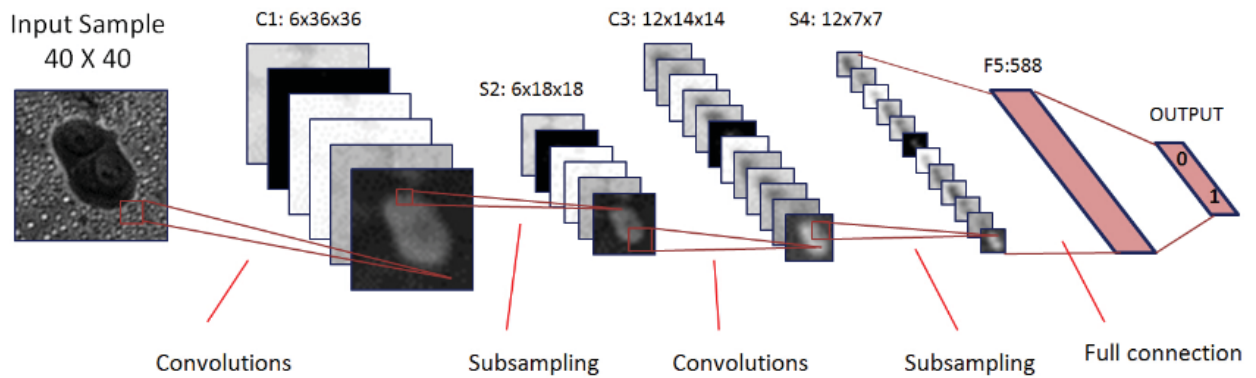 Input Sample
40 X 40
C1: 6x36x36
S2: 6x18x18
C3: 12x14x14
S4: 12x7x7
F5:588
OUTPUT
0
1
Convolutions
Subsampling
Convolutions
Subsampling
Full connection